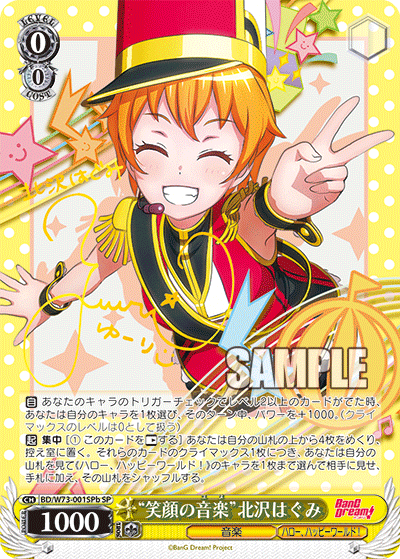 LEVEL
0
0
COST
北沢はぐみ
ゆーり
SAMPLE
自 あなたのキャラのトリガーチェックでレベル2以上のカードがでた時、
あなたは自分のキャラを1枚選び、そのターン中、パワーを+1000。(クライ
マックスのレベルは0として扱う)
起 集中 [① このカードを する] あなたは自分の山札の上から4枚をめくり、
控え室に置く。それらのカードのクライマックス1枚につき、あなたは自分の
山札を見て《ハロー、ハッピーワールド!》のキャラを1枚まで選んで相手に見せ、
手札に加え、その山札をシャッフルする。
CH BD/W73-001SPb SP
"笑顔の音楽" 北沢はぐみ
BanG Dream!
1000
音楽
ハロー、ハッピーワールド!
©BanG Dream! Project